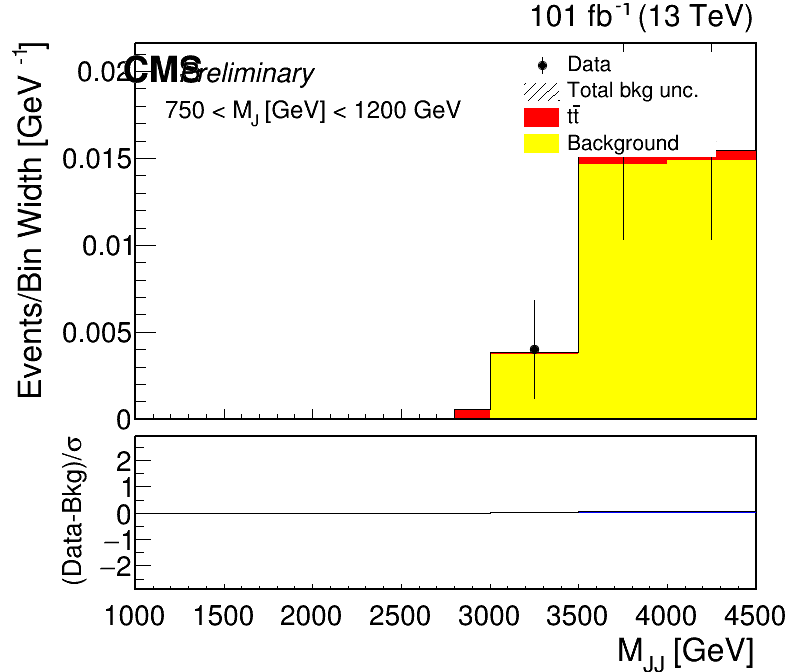 101 fb⁻¹ (13 TeV)
Events/Bin Width [GeV⁻¹]
0.02
0.015
0.01
0.005
0
CMS Preliminary
750 < M_J [GeV] < 1200 GeV
Data
Total bkg unc.
tt̄
Background
(Data-Bkg)/σ
2
1
0
−1
−2
1000 1500 2000 2500 3000 3500 4000 4500
M_JJ [GeV]